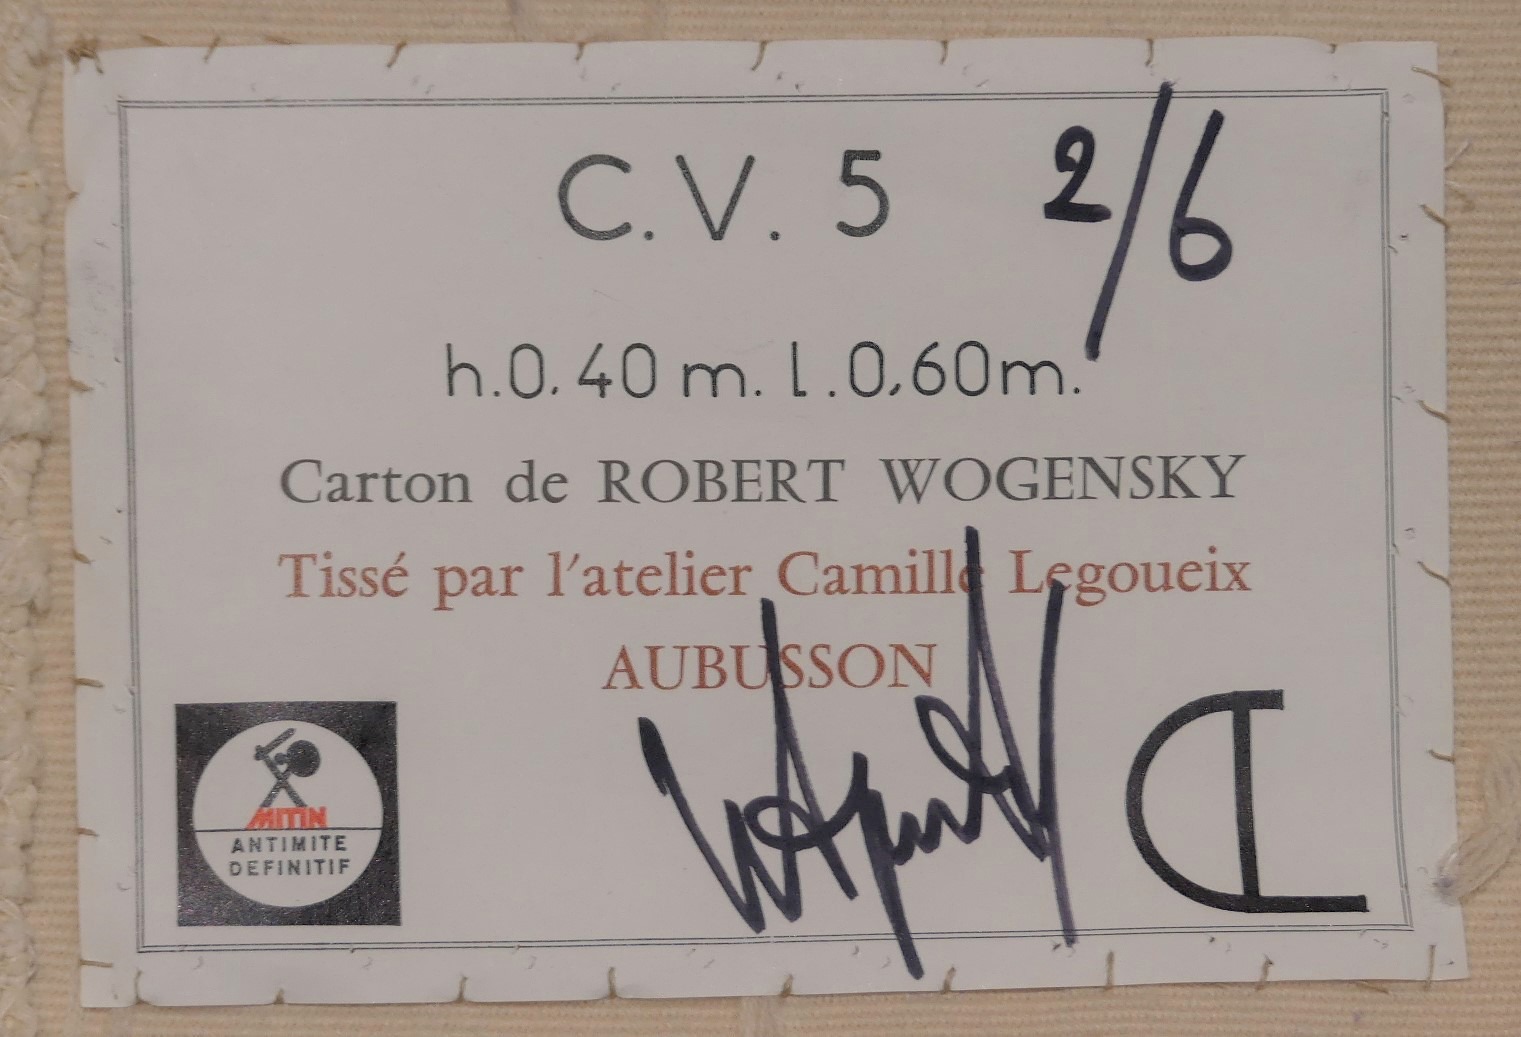 C. V. 5 2/6
h.0,40 m. l.0,60m.
Carton de ROBERT WOGENSKY
Tissé par l'atelier Camille Legoueix
AUBUSSON
MITIN
ANTIMITE
DEFINITIF